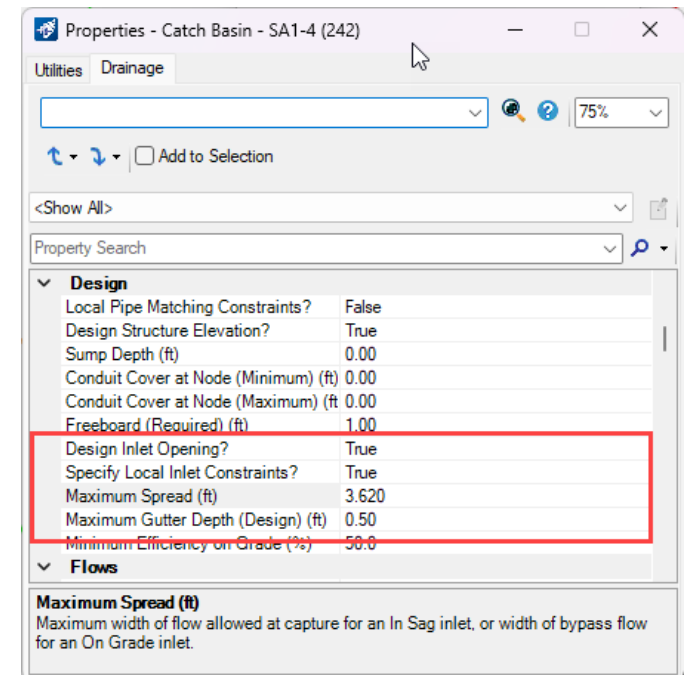 Properties - Catch Basin - SA1-4 (242)
Utilities Drainage
75%
Add to Selection
<Show All>
Property Search
Design
Local Pipe Matching Constraints? False
Design Structure Elevation? True
Sump Depth (ft) 0.00
Conduit Cover at Node (Minimum) (ft) 0.00
Conduit Cover at Node (Maximum) (ft 0.00
Freeboard (Required) (ft) 1.00
Design Inlet Opening? True
Specify Local Inlet Constraints? True
Maximum Spread (ft) 3.620
Maximum Gutter Depth (Design) (ft) 0.50
Minimum Efficiency on Grade (%) 50.0
Flows
Maximum Spread (ft)
Maximum width of flow allowed at capture for an In Sag inlet, or width of bypass flow
for an On Grade inlet.